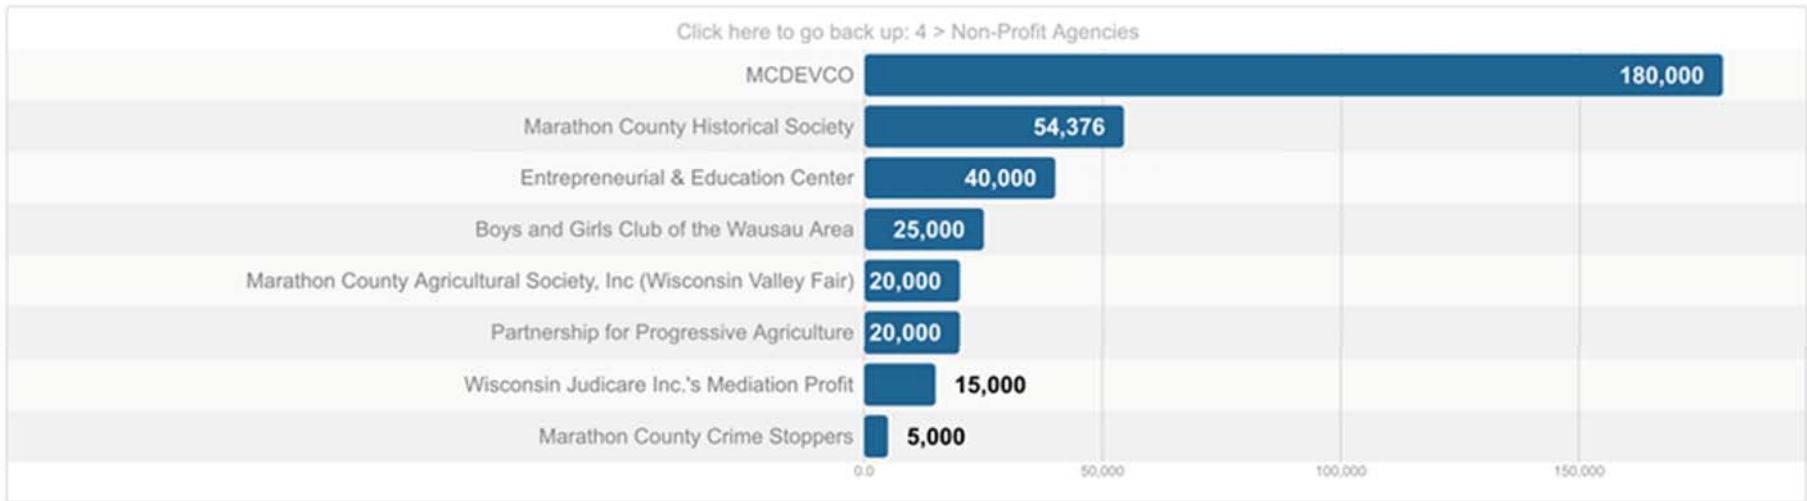 Click here to go back up: 4 > Non-Profit Agencies
MCDEVCO 180,000
Marathon County Historical Society 54,376
Entrepreneurial & Education Center 40,000
Boys and Girls Club of the Wausau Area 25,000
Marathon County Agricultural Society, Inc (Wisconsin Valley Fair) 20,000
Partnership for Progressive Agriculture 20,000
Wisconsin Judicare Inc.'s Mediation Profit 15,000
Marathon County Crime Stoppers 5,000
0.0 50,000 100,000 150,000